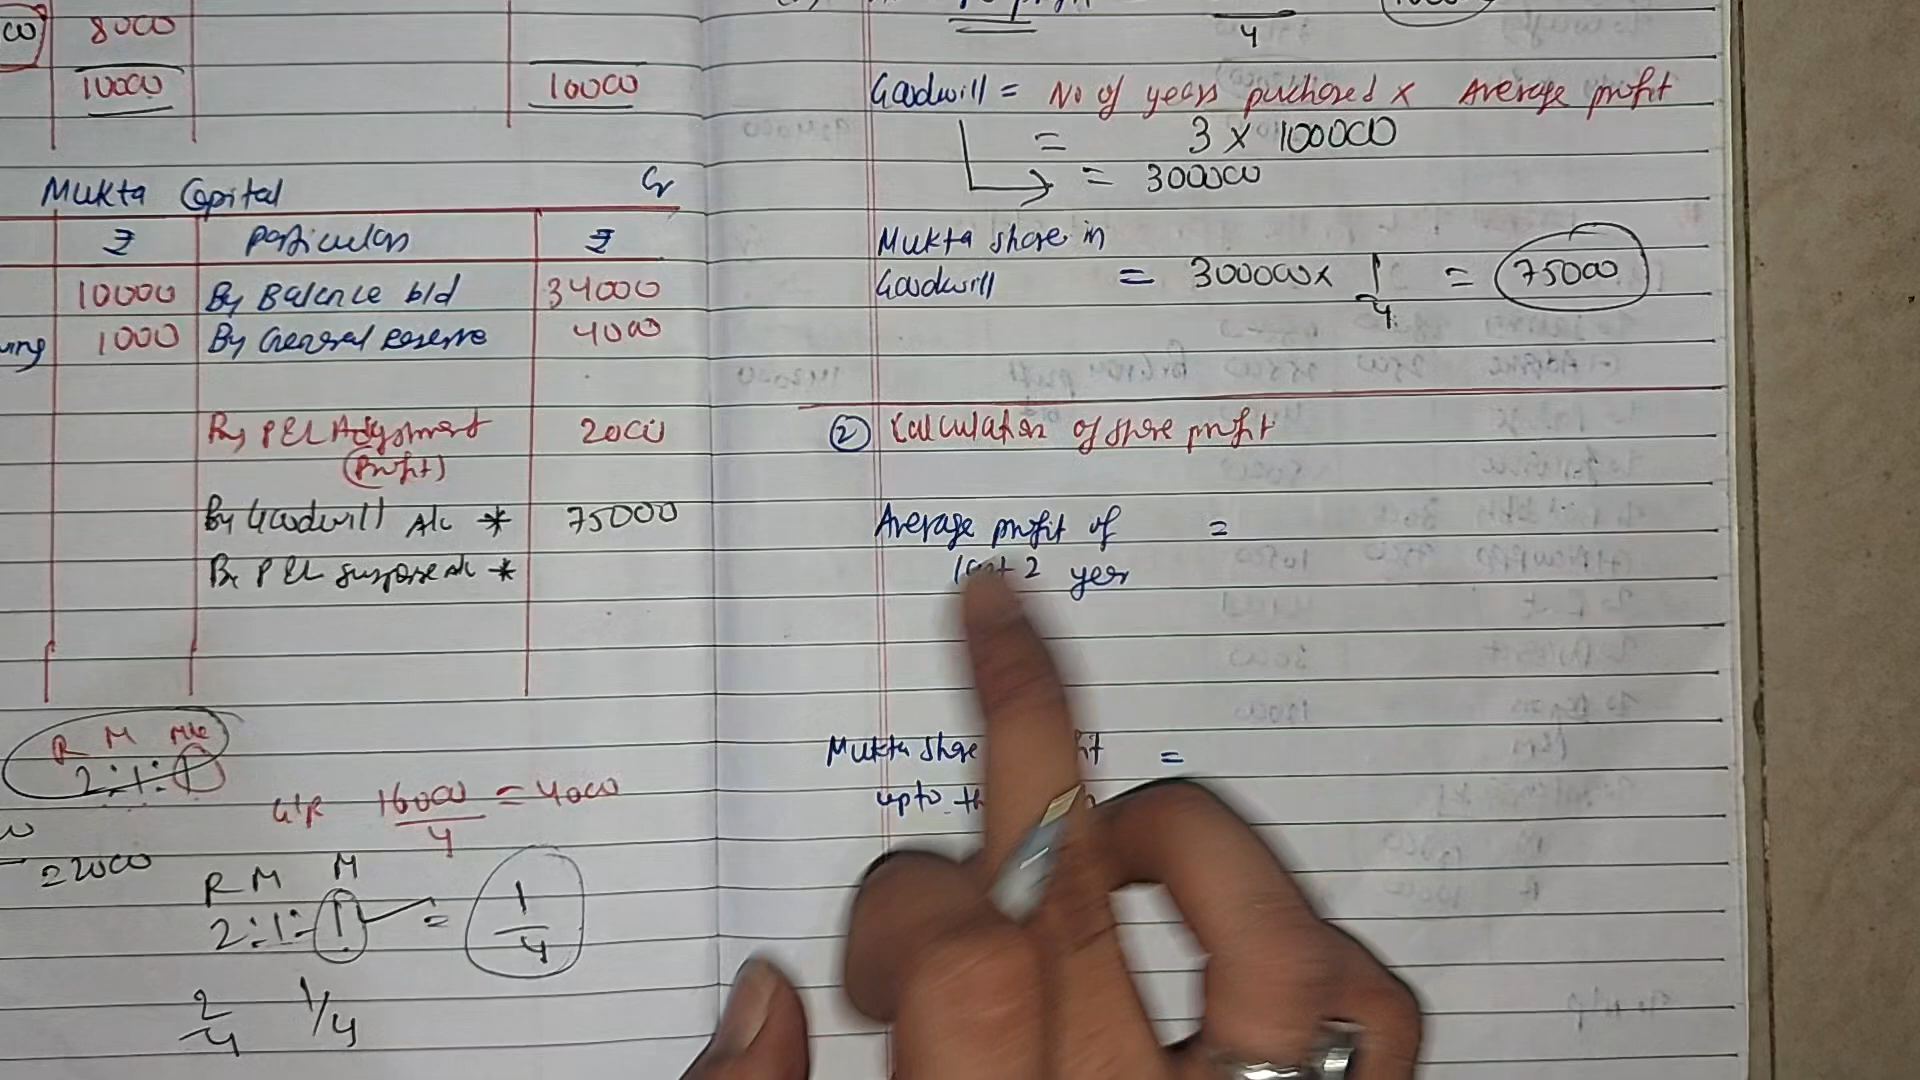 8000
10000 10000
Mukta Capital Cr
₹ Particulars ₹
10000 By Balance b/d 34000
1000 By General Reserve 4000
By P&L Adjustment 2000
(Profit)
By Goodwill A/c * 75000
By P&L Suspense A/c *
R M
2:1:1
16000 = 4000
4
= 2000
R M M
2:1:1 = 1
4
2 1/4
4
4
Goodwill = No of years purchased x Average profit
= 3 x 100000
= 300000
Mukta share in
Goodwill = 300000 x 1 = 75000
4
② Calculation of share profit
Average profit of =
last 2 year
Mukta share =
upto